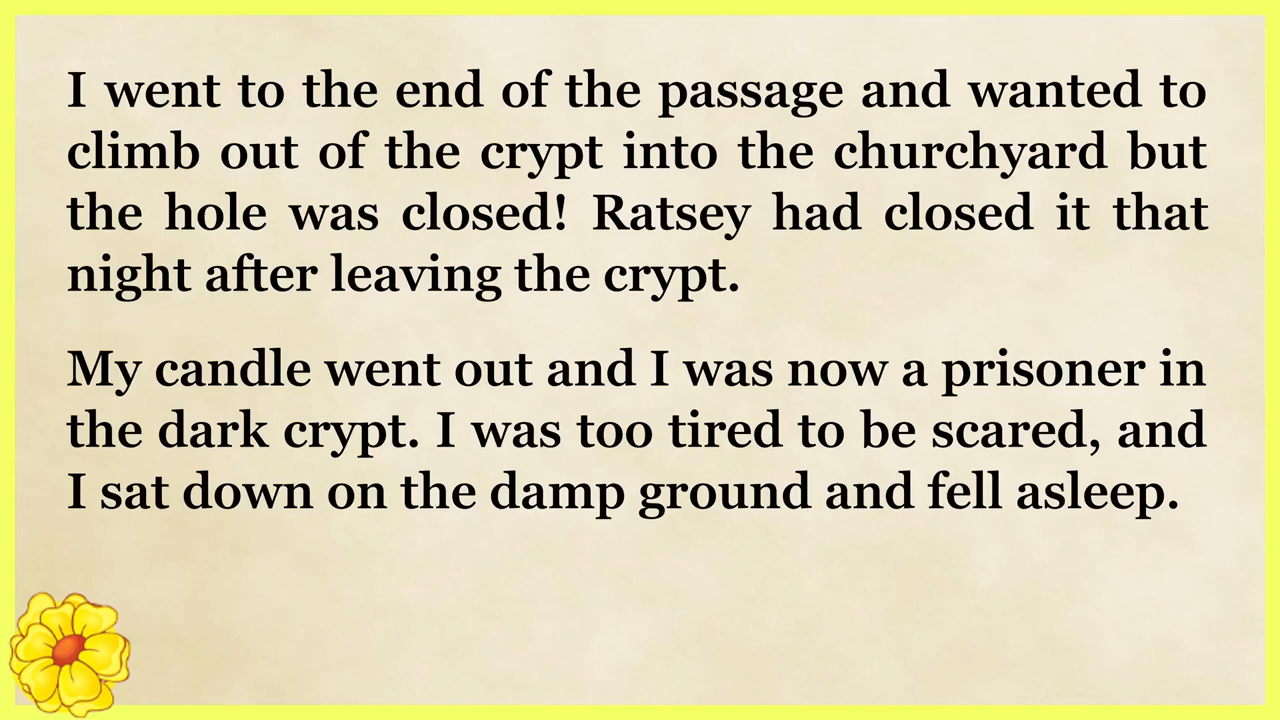 I went to the end of the passage and wanted to
climb out of the crypt into the churchyard but
the hole was closed! Ratsey had closed it that
night after leaving the crypt.
My candle went out and I was now a prisoner in
the dark crypt. I was too tired to be scared, and
I sat down on the damp ground and fell asleep.